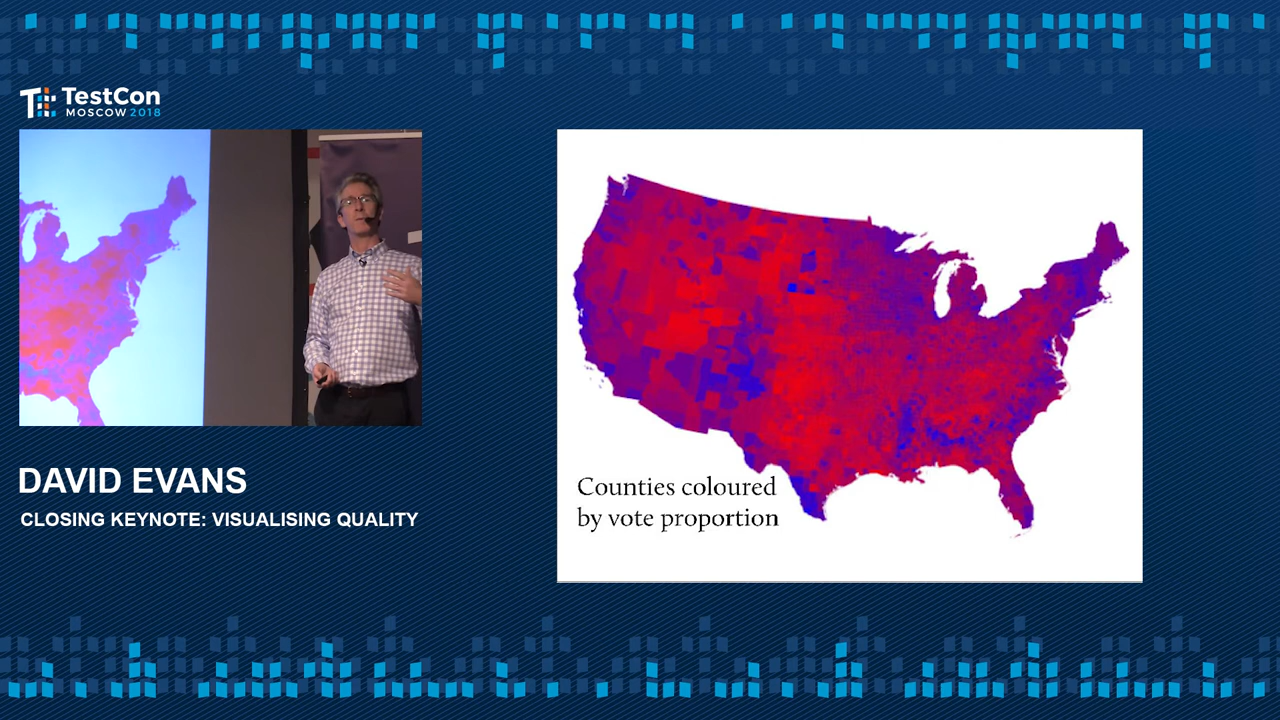 TestCon
MOSCOW 2018
DAVID EVANS
CLOSING KEYNOTE: VISUALISING QUALITY
Counties coloured
by vote proportion